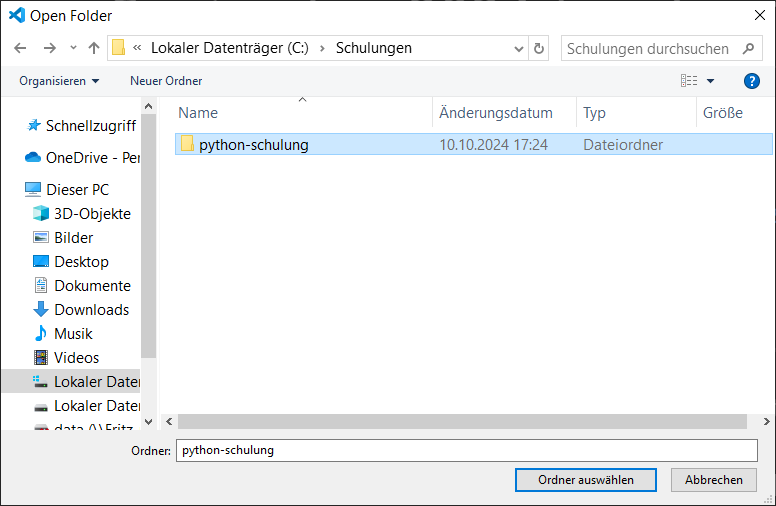 Open Folder
« Lokaler Datenträger (C:) › Schulungen
Schulungen durchsuchen
Organisieren
Neuer Ordner
Name
Änderungsdatum
Typ
Größe
python-schulung
10.10.2024 17:24
Dateiordner
Schnellzugriff
OneDrive - Per
Dieser PC
3D-Objekte
Bilder
Desktop
Dokumente
Downloads
Musik
Videos
Lokaler Daten
Lokaler Daten
data (\\Fritz
Ordner:
python-schulung
Ordner auswählen
Abbrechen